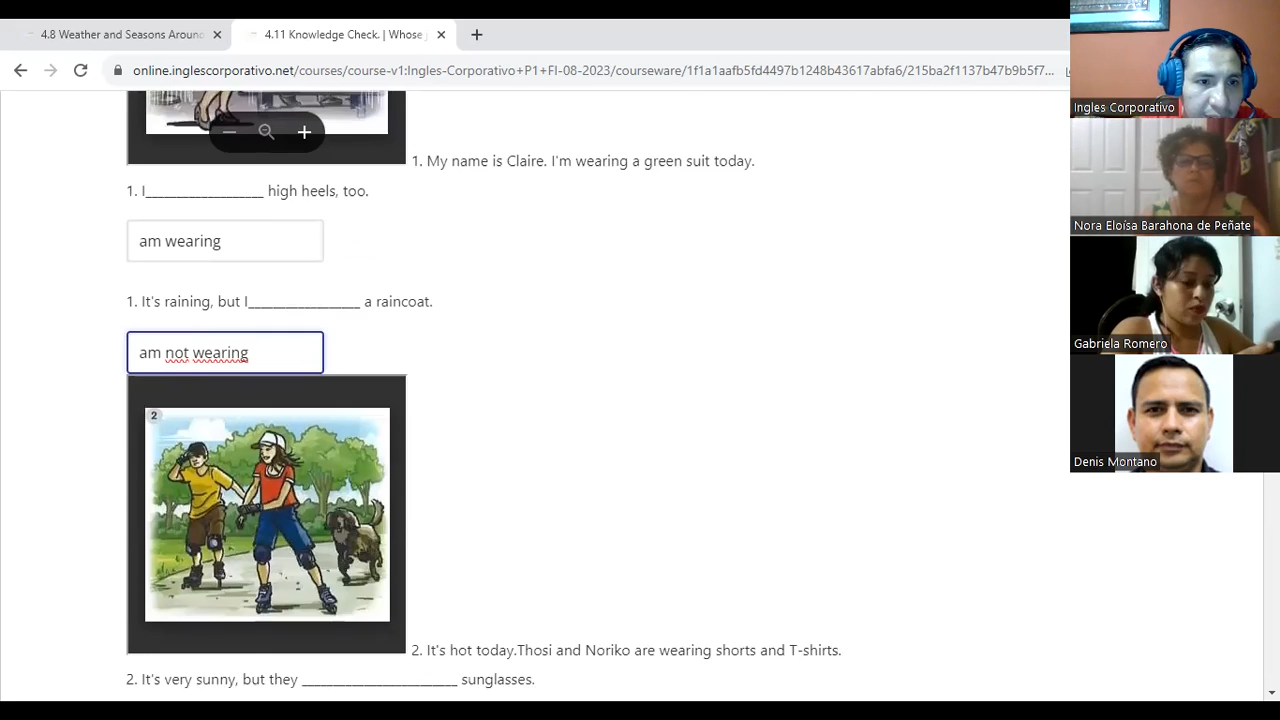 4.8 Weather and Seasons Around
4.11 Knowledge Check. | Whose
online.inglescorporativo.net/courses/course-v1:Ingles-Corporativo+P1+FI-08-2023/courseware/1f1a1aafb5fd4497b1248b43617abfa6/215ba2f1137b47b9b5f7...
Ingles Corporativo
1. My name is Claire. I'm wearing a green suit today.
1. I__________________ high heels, too.
am wearing
Nora Eloísa Barahona de Peñate
1. It's raining, but I_________________ a raincoat.
am not wearing
Gabriela Romero
2
Denis Montano
2. It's hot today.Thosi and Noriko are wearing shorts and T-shirts.
2. It's very sunny, but they ________________________ sunglasses.